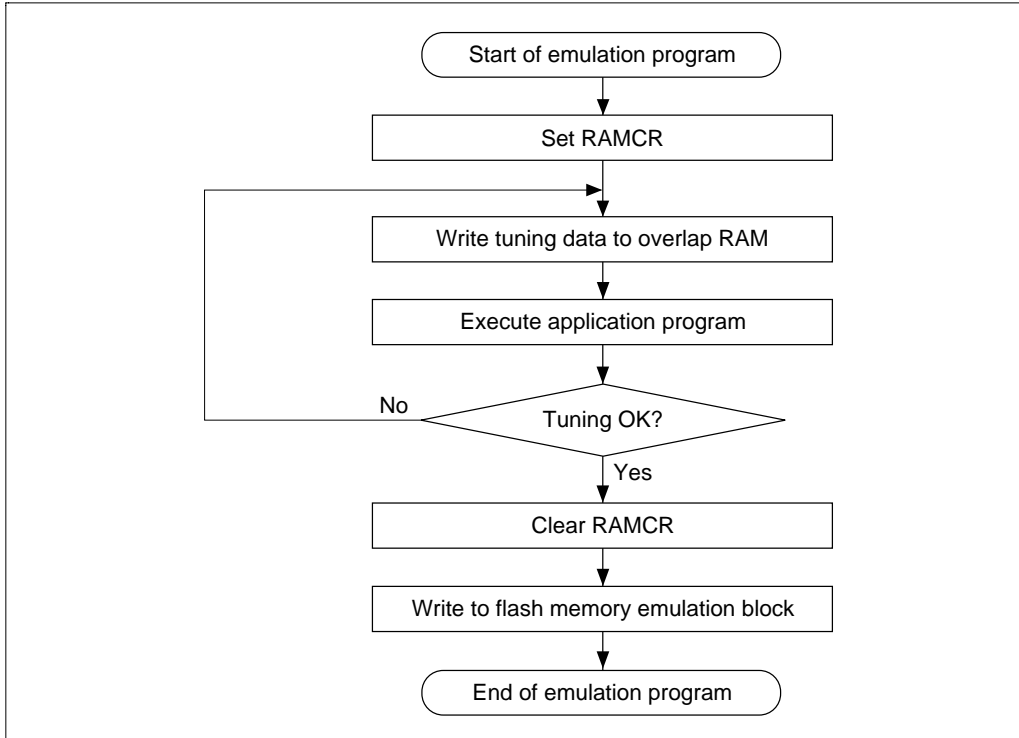 Start of emulation program
Set RAMCR
Write tuning data to overlap RAM
Execute application program
No
Tuning OK?
Yes
Clear RAMCR
Write to flash memory emulation block
End of emulation program